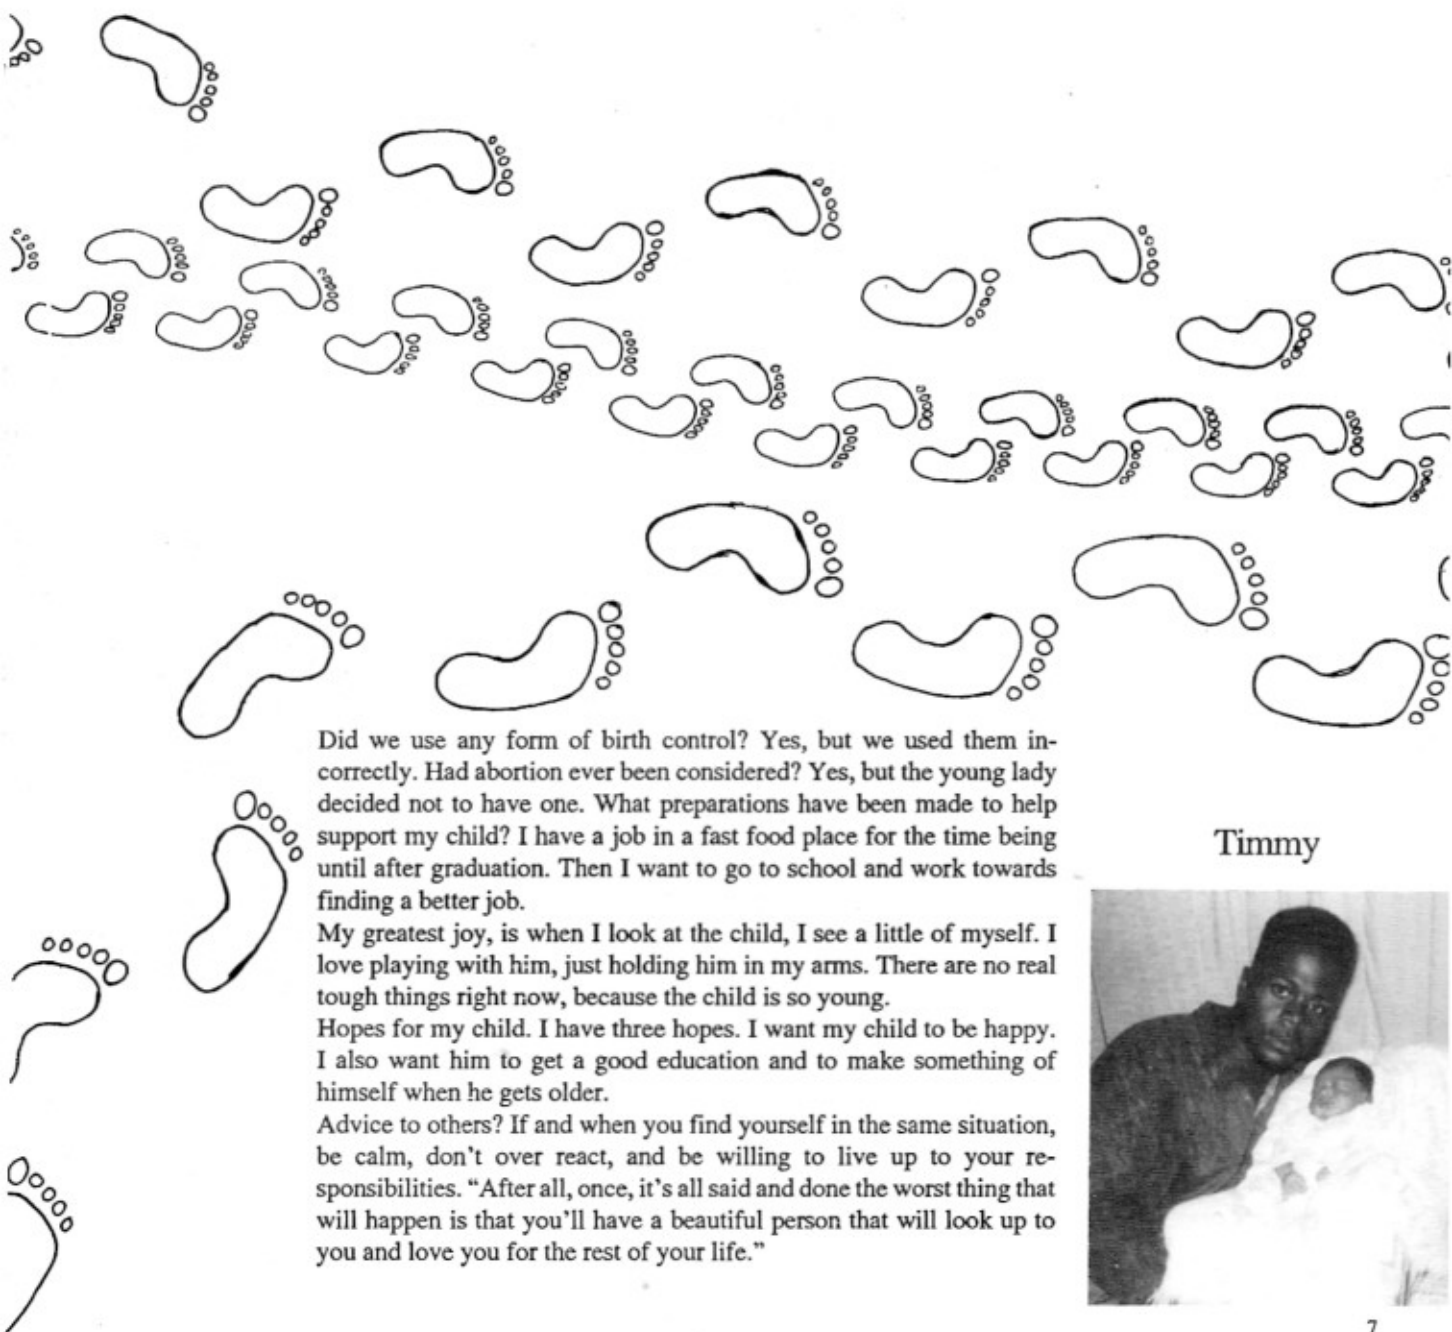 Did we use any form of birth control? Yes, but we used them in-
correctly. Had abortion ever been considered? Yes, but the young lady
decided not to have one. What preparations have been made to help
support my child? I have a job in a fast food place for the time being
until after graduation. Then I want to go to school and work towards
finding a better job.
My greatest joy, is when I look at the child, I see a little of myself. I
love playing with him, just holding him in my arms. There are no real
tough things right now, because the child is so young.
Hopes for my child. I have three hopes. I want my child to be happy.
I also want him to get a good education and to make something of
himself when he gets older.
Advice to others? If and when you find yourself in the same situation,
be calm, don't over react, and be willing to live up to your re-
sponsibilities. “After all, once, it's all said and done the worst thing that
will happen is that you'll have a beautiful person that will look up to
you and love you for the rest of your life.”
Timmy
7